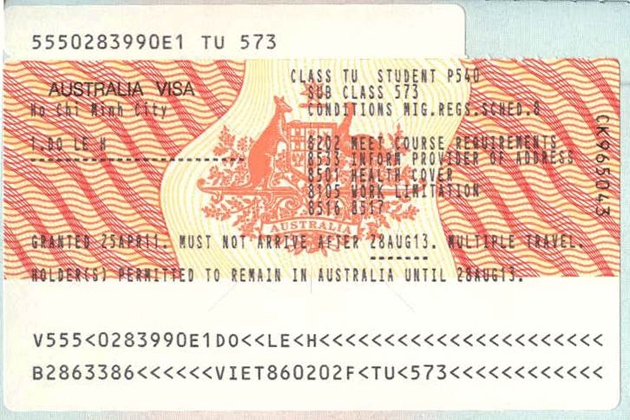 5550283990E1 TU 573
CLASS TU STUDENT P540
AUSTRALIA VISA
SUB CLASS 573
Ho Chi Minh City
CONDITIONS MIG.REGS.SCHED.8
1.DO LE H
8202 MEET COURSE REQUIREMENTS
8533 INFORM PROVIDER OF ADDRESS
8501 HEALTH COVER
8105 WORK LIMITATION
8516 8517
AUSTRALIA
GRANTED 25APR11. MUST NOT ARRIVE AFTER 28AUG13. MULTIPLE TRAVEL.
HOLDER(S) PERMITTED TO REMAIN IN AUSTRALIA UNTIL 28AUG13.
CK965043
V555<0283990E1DO<<LE<H<<<<<<<<<<<<<<<<<<<<<<
B2863386<<<<<<VIET860202F<TU<573<<<<<<<<<<<<